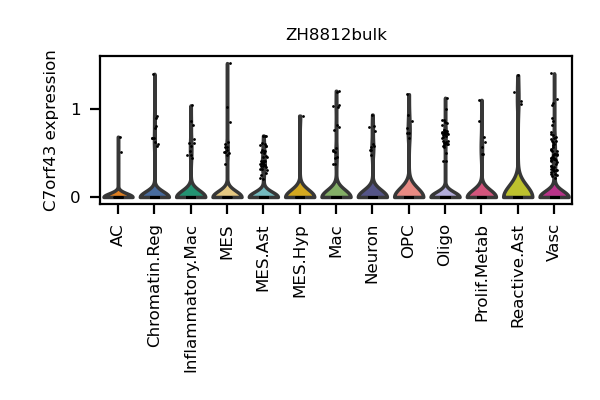 ZH8812bulk
C7orf43 expression
1
0
AC
Chromatin.Reg
Inflammatory.Mac
MES
MES.Ast
MES.Hyp
Mac
Neuron
OPC
Oligo
Prolif.Metab
Reactive.Ast
Vasc